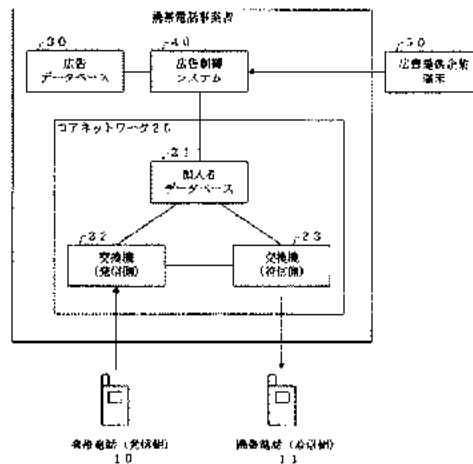 携帯電話事業者
30
40
50
広告
データベース
広告制御
システム
広告提供企業
端末
コアネットワーク20
21
加入者
データベース
22
23
交換機
(発信側)
交換機
(着信側)
携帯電話(発信側)
10
携帯電話(着信側)
11